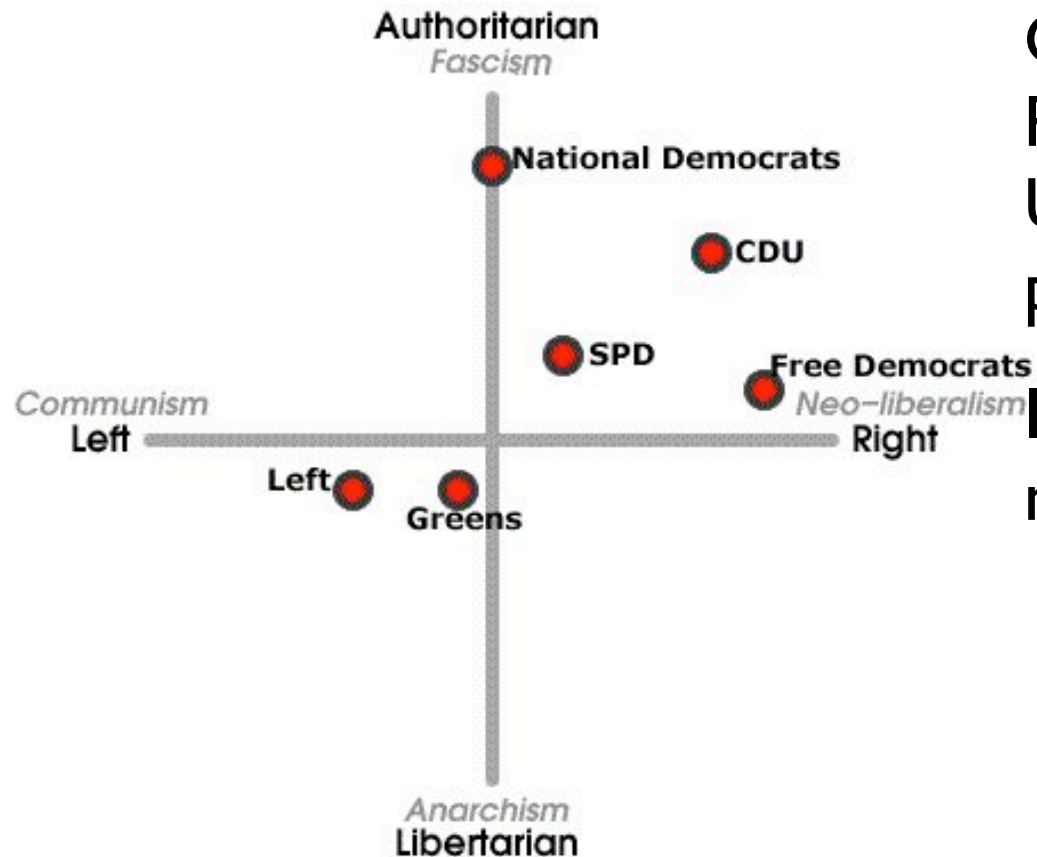 Authoritarian
Fascism
National Democrats
CDU
SPD
Free Democrats
Communism
Neo-liberalism
Left
Right
Left
Greens
Anarchism
Libertarian